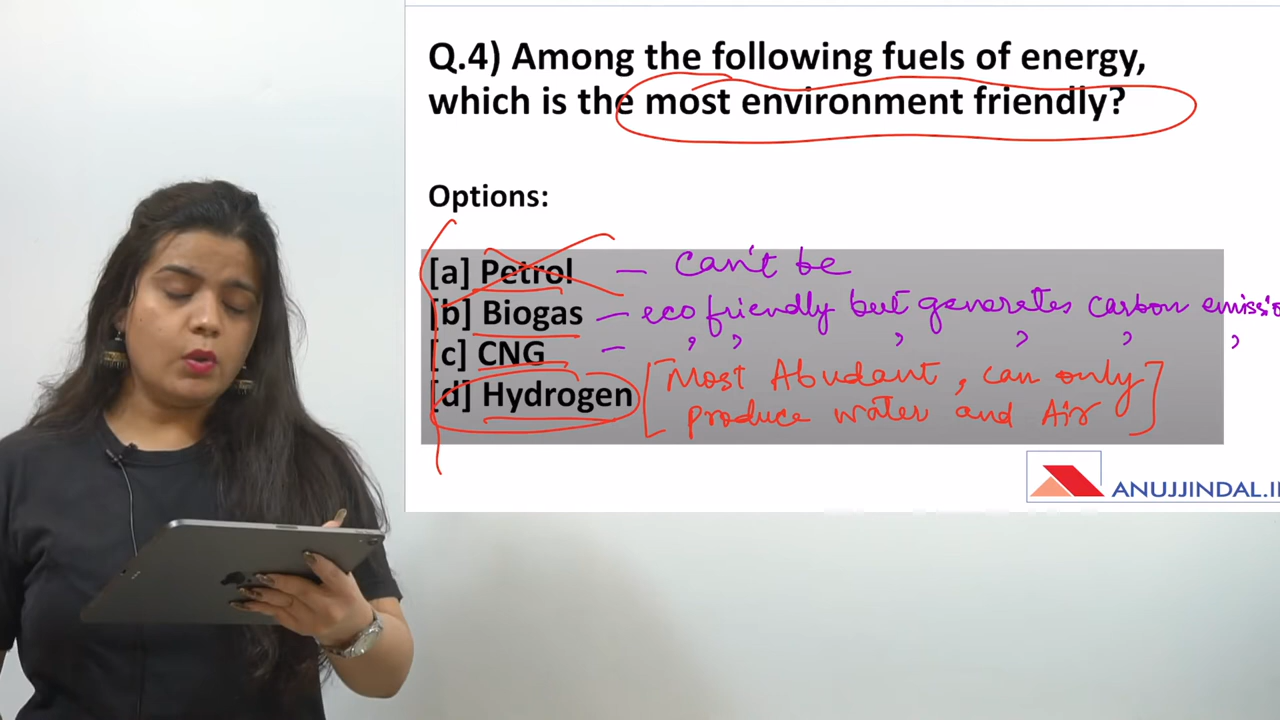 Q.4) Among the following fuels of energy,
which is the most environment friendly?
Options:
[a] Petrol – can't be
[b] Biogas – eco friendly but generates carbon emissio
[c] CNG – " " " " "
[d] Hydrogen [Most Abudant, can only
produce water and Air]
ANUJJINDAL.I